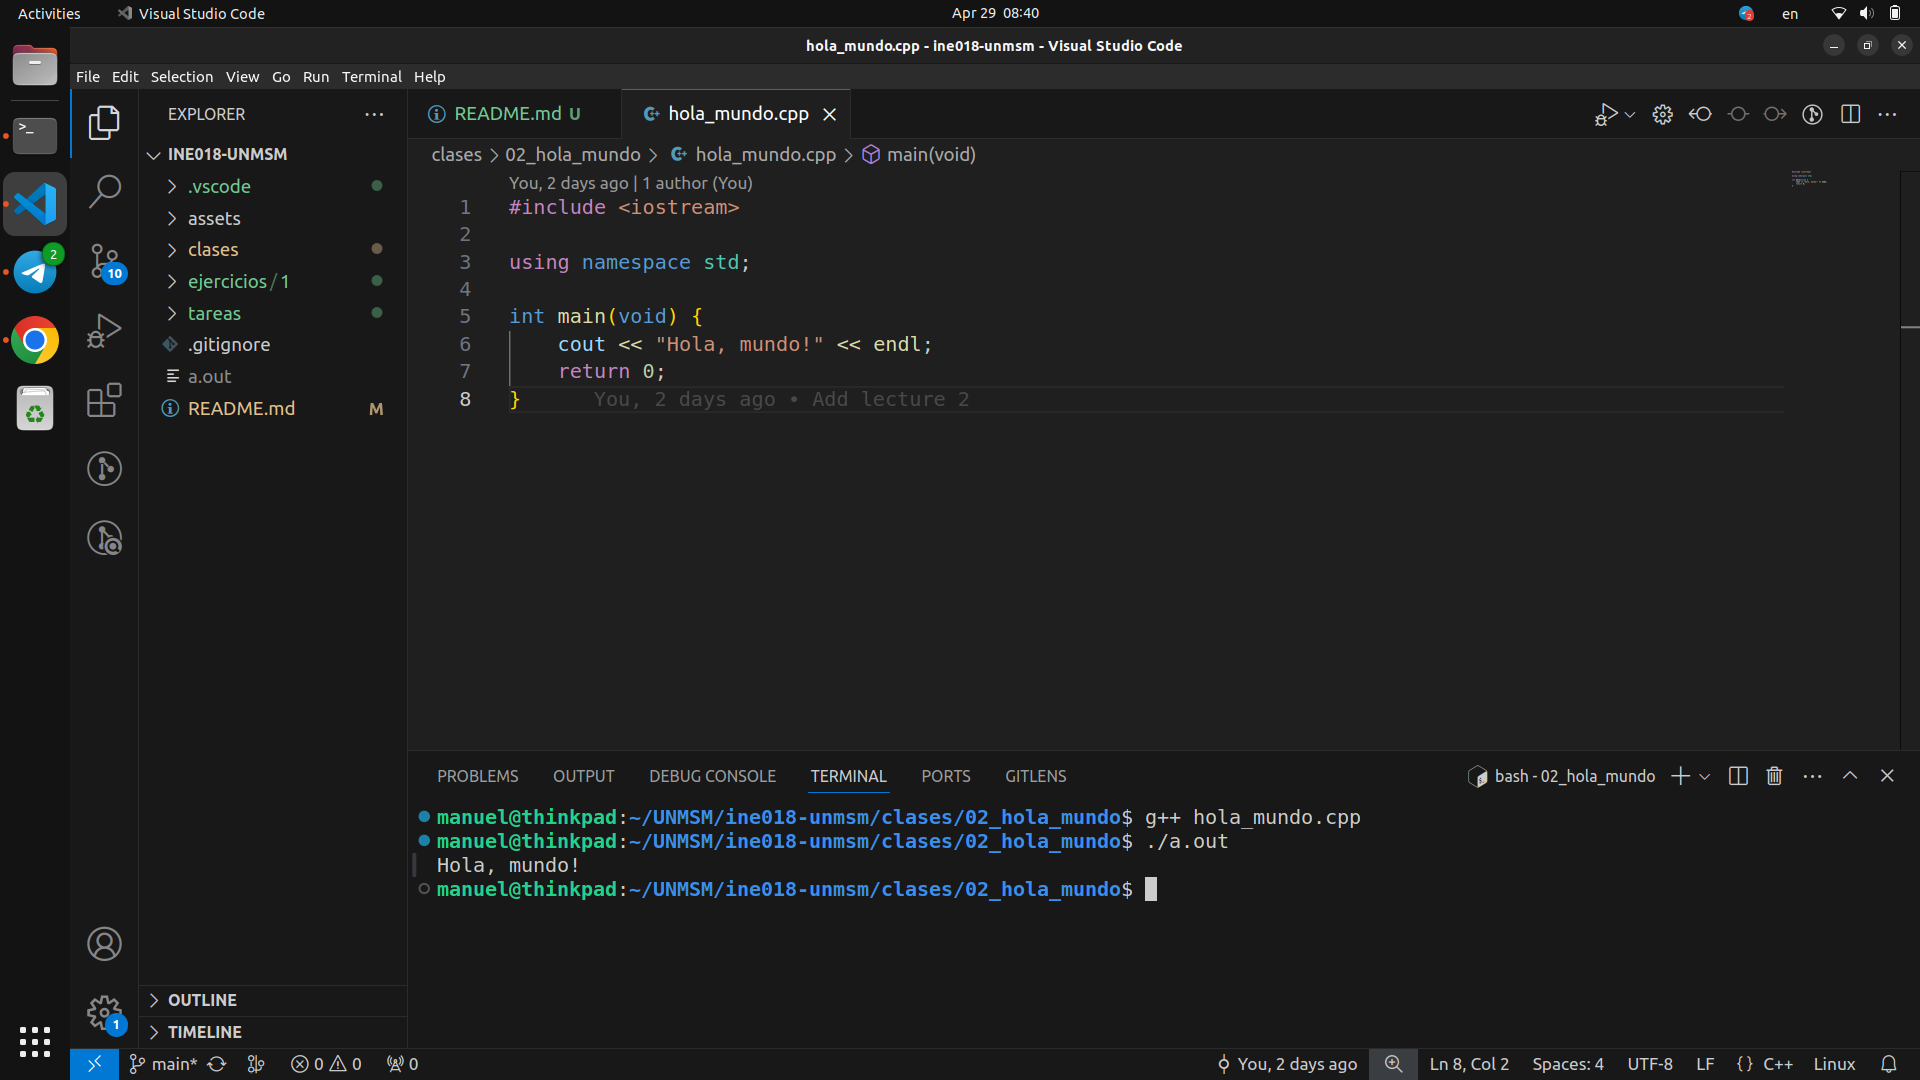 Activities
Visual Studio Code
Apr 29 08:40
2
en
hola_mundo.cpp - ine018-unmsm - Visual Studio Code
File Edit Selection View Go Run Terminal Help
EXPLORER
README.md U
hola_mundo.cpp
INE018-UNMSM
.vscode
assets
clases
ejercicios/1
tareas
.gitignore
a.out
README.md M
2
10
1
clases > 02_hola_mundo > hola_mundo.cpp > main(void)
You, 2 days ago | 1 author (You)
1 #include <iostream>
2
3 using namespace std;
4
5 int main(void) {
6     cout << "Hola, mundo!" << endl;
7     return 0;
8 } You, 2 days ago • Add lecture 2
PROBLEMS OUTPUT DEBUG CONSOLE TERMINAL PORTS GITLENS
bash - 02_hola_mundo
manuel@thinkpad:~/UNMSM/ine018-unmsm/clases/02_hola_mundo$ g++ hola_mundo.cpp
manuel@thinkpad:~/UNMSM/ine018-unmsm/clases/02_hola_mundo$ ./a.out
Hola, mundo!
manuel@thinkpad:~/UNMSM/ine018-unmsm/clases/02_hola_mundo$
OUTLINE
TIMELINE
main* 0 0 0
You, 2 days ago
Ln 8, Col 2
Spaces: 4
UTF-8
LF
{} C++
Linux